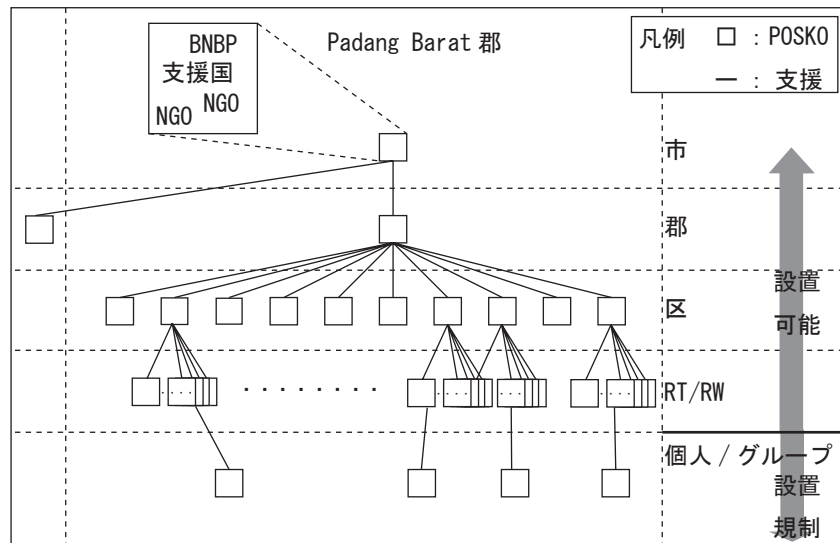 BNBP
支援国
NGO
NGO
Padang Barat 郡
凡例 □ : POSKO
ー : 支援
市
郡
区
設置
可能
RT/RW
個人 / グループ
設置
規制